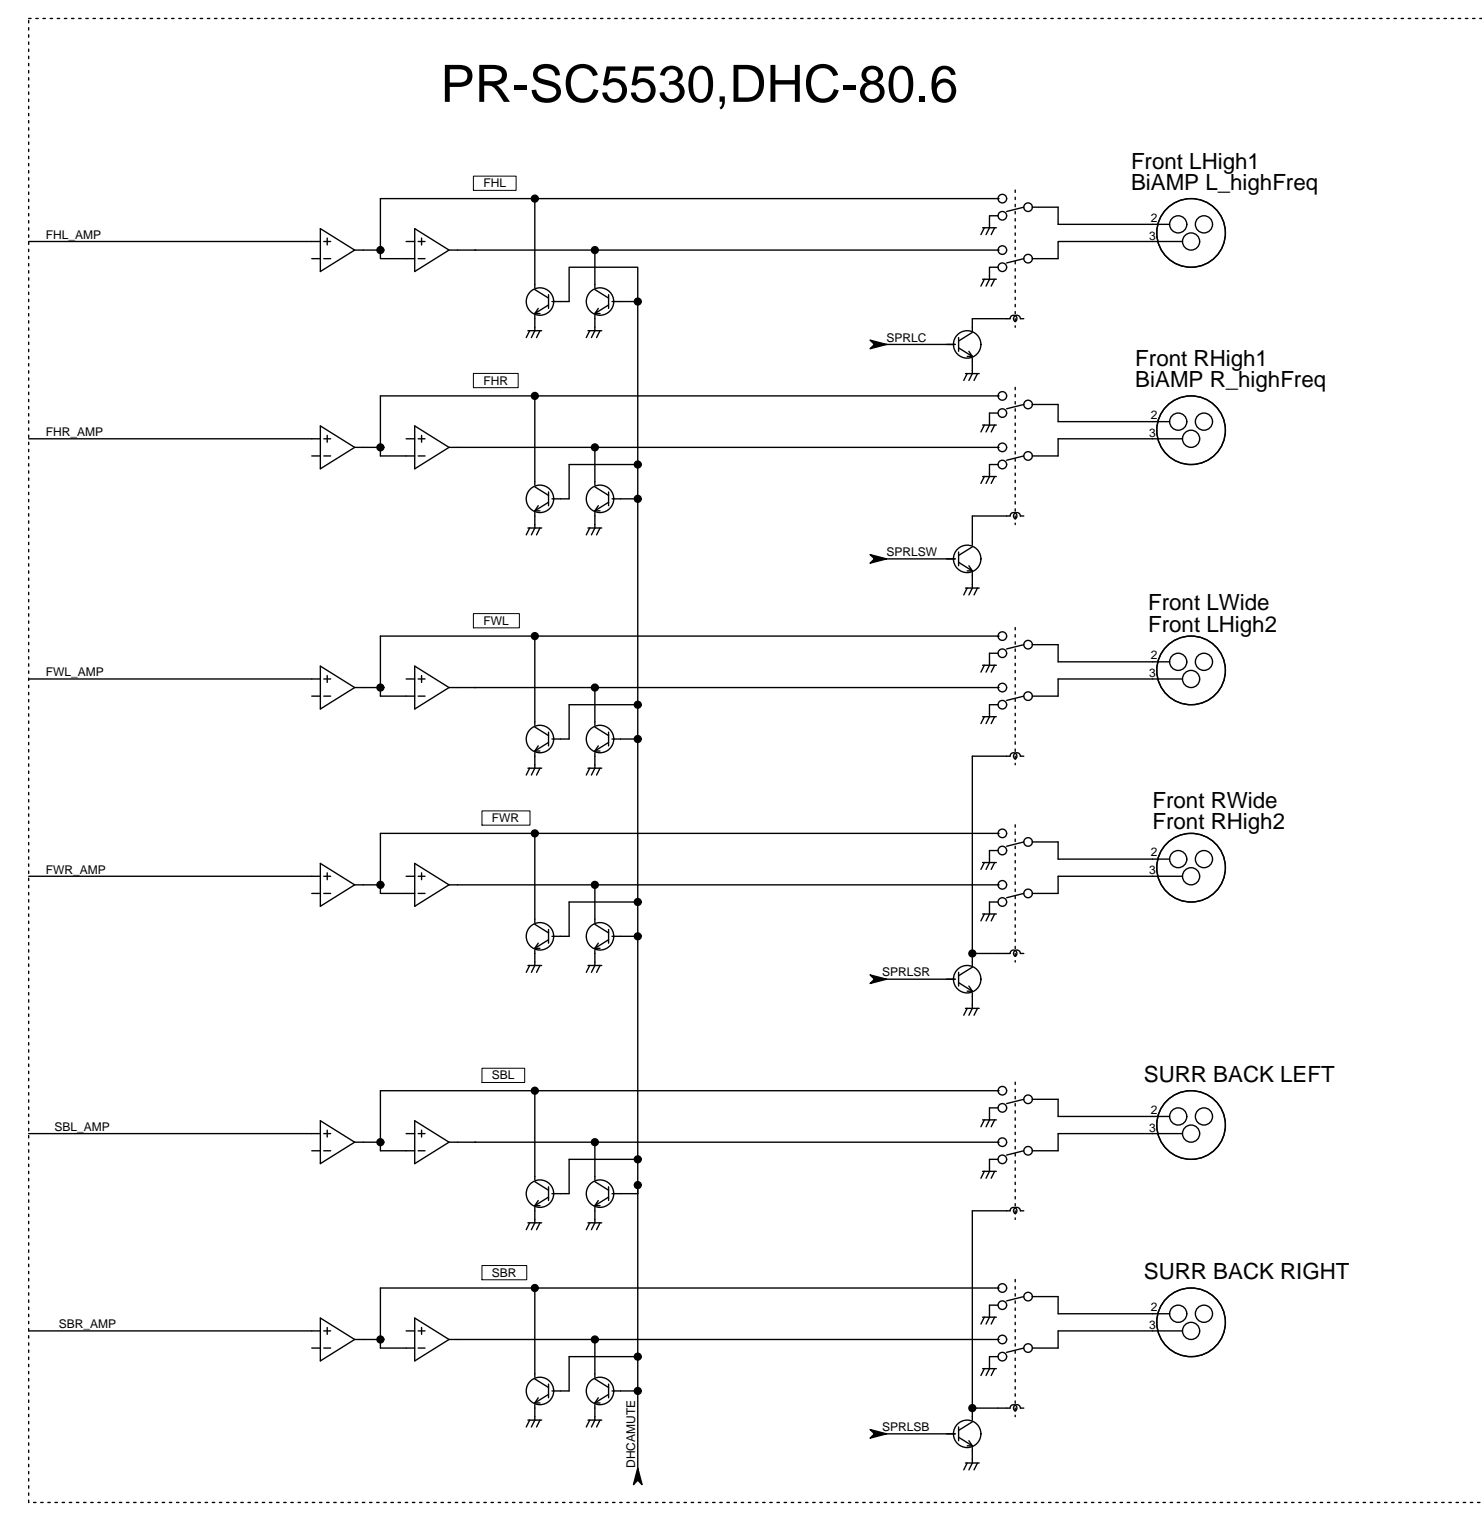 PR-SC5530,DHC-80.6
Front LHigh1
BiAMP L_highFreq
FHL
FHL_AMP
+
-
+
-
2
3
SPRLC
Front RHigh1
BiAMP R_highFreq
FHR
FHR_AMP
+
-
+
-
2
3
SPRLSW
Front LWide
Front LHigh2
FWL
FWL_AMP
+
-
+
-
2
3
Front RWide
Front RHigh2
FWR
FWR_AMP
+
-
+
-
2
3
SPRLSR
SURR BACK LEFT
SBL
SBL_AMP
+
-
+
-
2
3
SURR BACK RIGHT
SBR
SBR_AMP
+
-
+
-
2
3
DHCAMUTE
SPRLSB